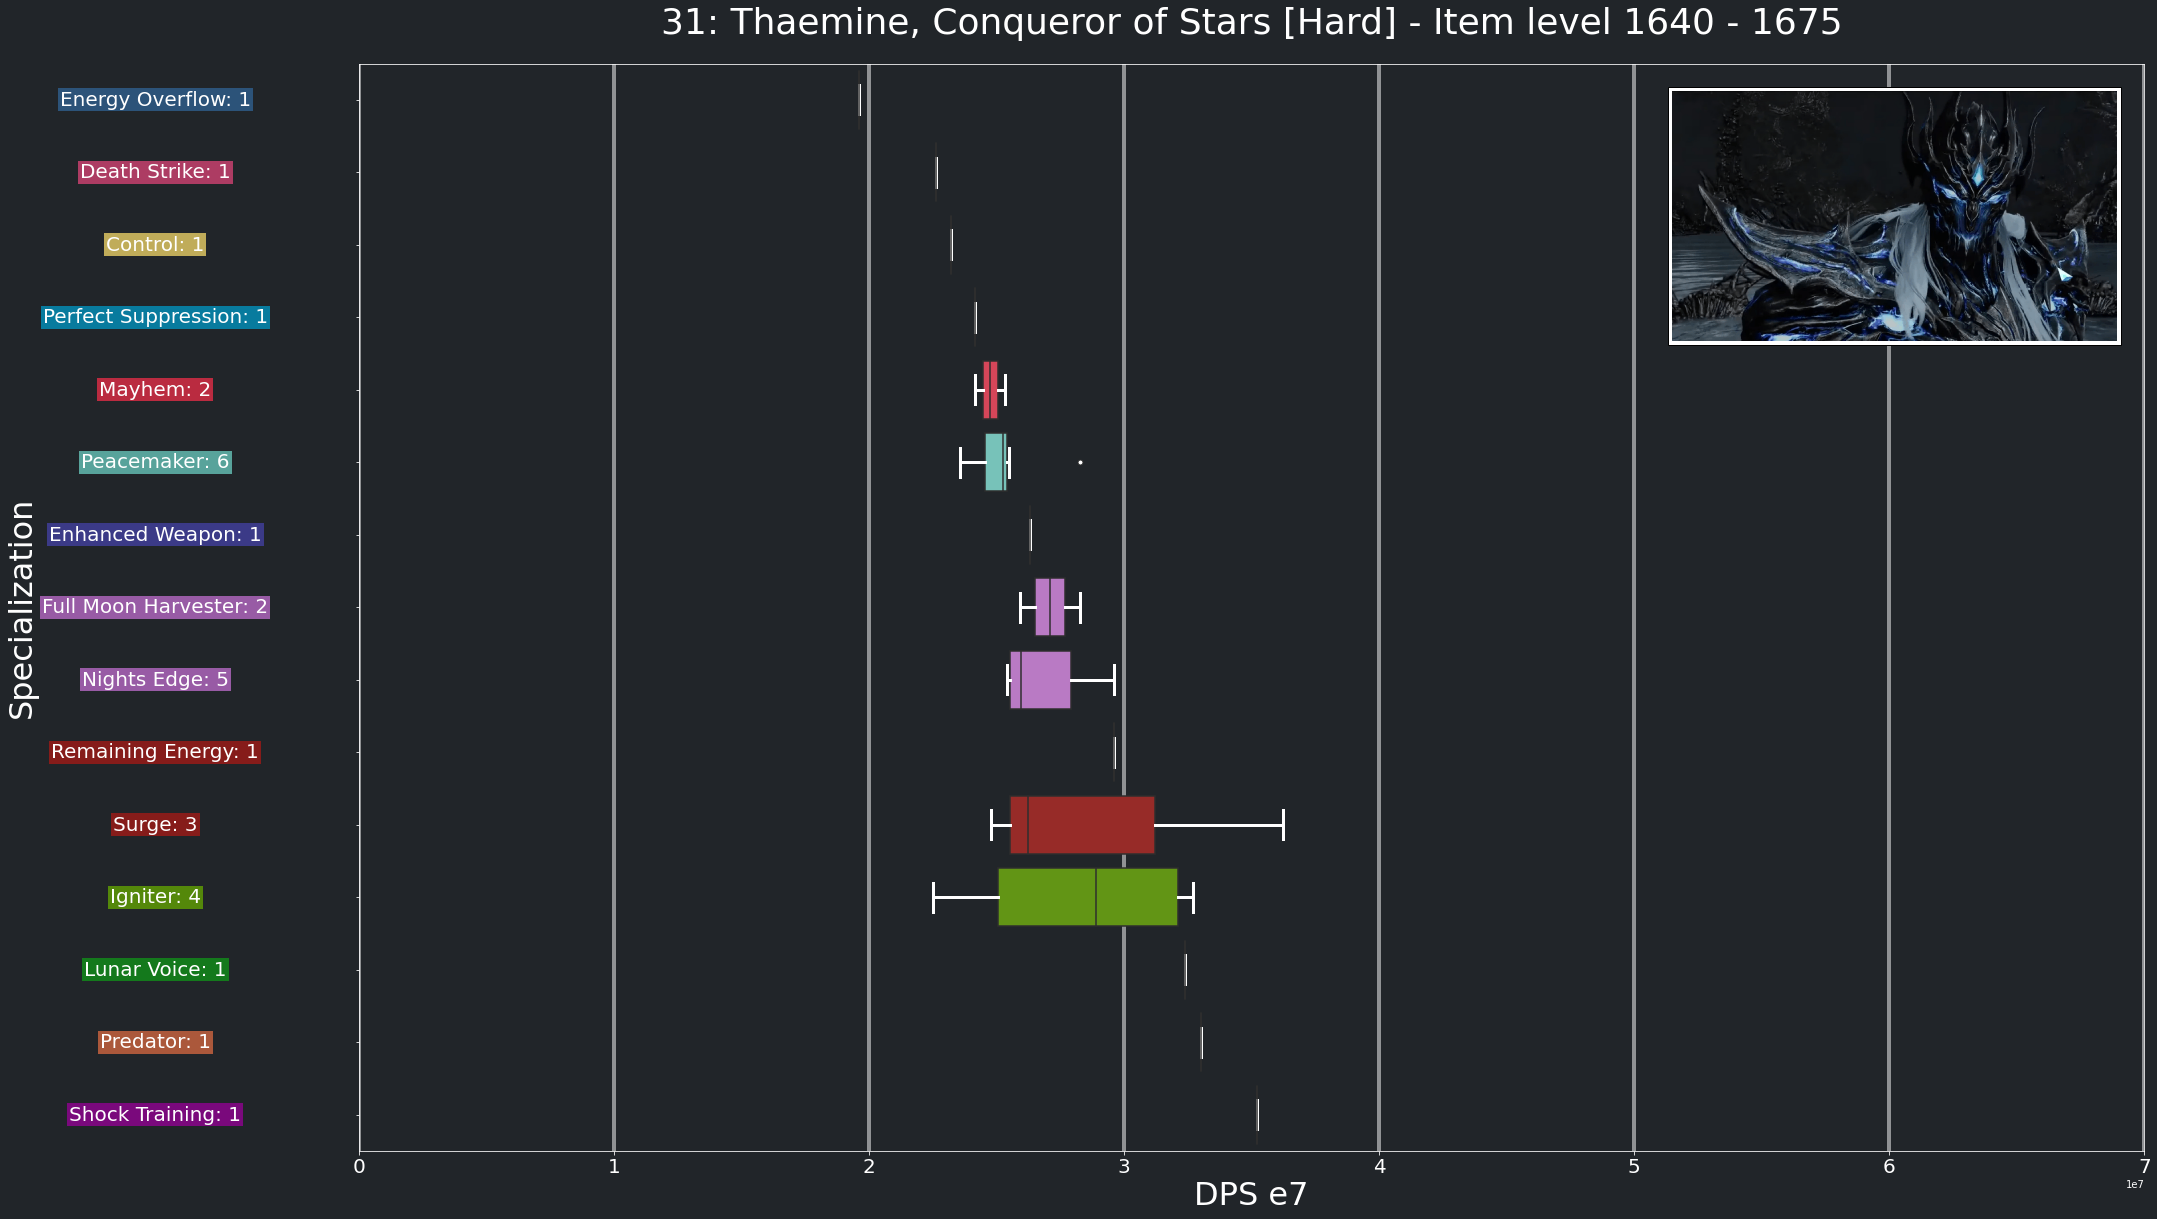 31: Thaemine, Conqueror of Stars [Hard] - Item level 1640 - 1675
Specialization
Energy Overflow: 1
Death Strike: 1
Control: 1
Perfect Suppression: 1
Mayhem: 2
Peacemaker: 6
Enhanced Weapon: 1
Full Moon Harvester: 2
Nights Edge: 5
Remaining Energy: 1
Surge: 3
Igniter: 4
Lunar Voice: 1
Predator: 1
Shock Training: 1
0 1 2 3 4 5 6 7
1e7
DPS e7